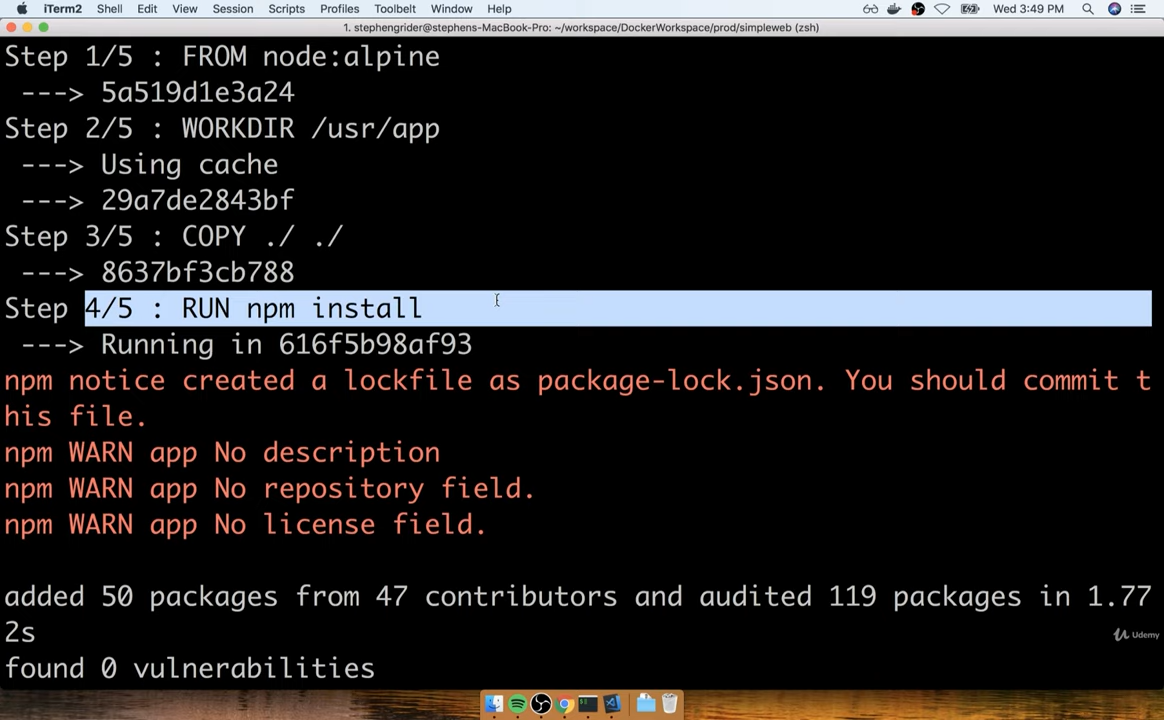 iTerm2 Shell Edit View Session Scripts Profiles Toolbelt Window Help Wed 3:49 PM
1. stephengrider@stephens-MacBook-Pro: ~/workspace/DockerWorkspace/prod/simpleweb (zsh)
Step 1/5 : FROM node:alpine
---> 5a519d1e3a24
Step 2/5 : WORKDIR /usr/app
---> Using cache
---> 29a7de2843bf
Step 3/5 : COPY ./ ./
---> 8637bf3cb788
Step 4/5 : RUN npm install
---> Running in 616f5b98af93
npm notice created a lockfile as package-lock.json. You should commit t
his file.
npm WARN app No description
npm WARN app No repository field.
npm WARN app No license field.
added 50 packages from 47 contributors and audited 119 packages in 1.77
2s
Udemy
found 0 vulnerabilities